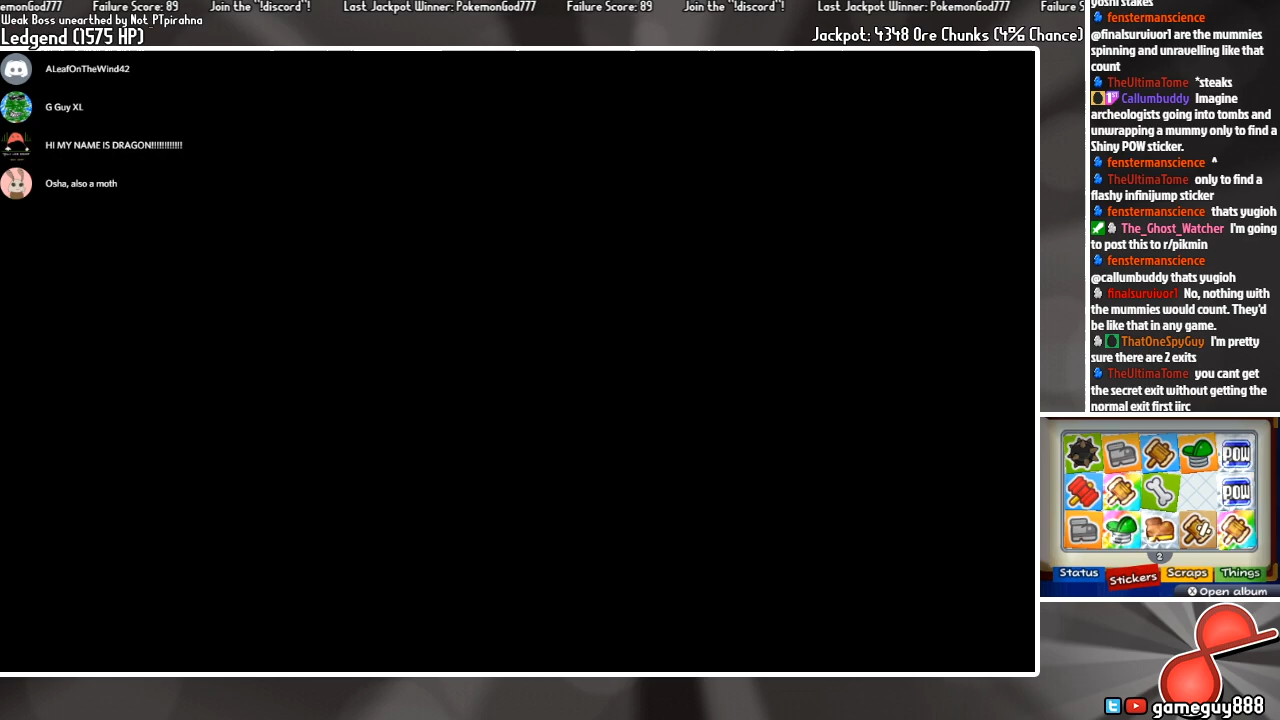 emonGod777 Failure Score: 89 Join the "!discord"! Last Jackpot Winner: PokemonGod777 Failure Score: 89 Join the "!discord"! Last Jackpot Winner: PokemonGod777 Failure S
Weak Boss unearthed by Not_PTpirahna
Ledgend (1575 HP)
Jackpot: 4348 Ore Chunks (4% Chance)
ALeafOnTheWind42
G Guy XL
HI MY NAME IS DRAGON!!!!!!!!!!!!
Osha, also a moth
yoshi stakes
fenstermanscience
@finalsurvivor1 are the mummies
spinning and unravelling like that
count
TheUltimaTome *steaks
1ST Callumbuddy Imagine
archeologists going into tombs and
unwrapping a mummy only to find a
Shiny POW sticker.
fenstermanscience ^
TheUltimaTome only to find a
flashy infinijump sticker
fenstermanscience thats yugioh
The_Ghost_Watcher I'm going
to post this to r/pikmin
fenstermanscience
@callumbuddy thats yugioh
finalsurvivor1 No, nothing with
the mummies would count. They'd
be like that in any game.
ThatOneSpyGuy I'm pretty
sure there are 2 exits
TheUltimaTome you cant get
the secret exit without getting the
normal exit first iirc
POW
POW
2
Status Stickers Scraps Things
X Open album
gameguy888